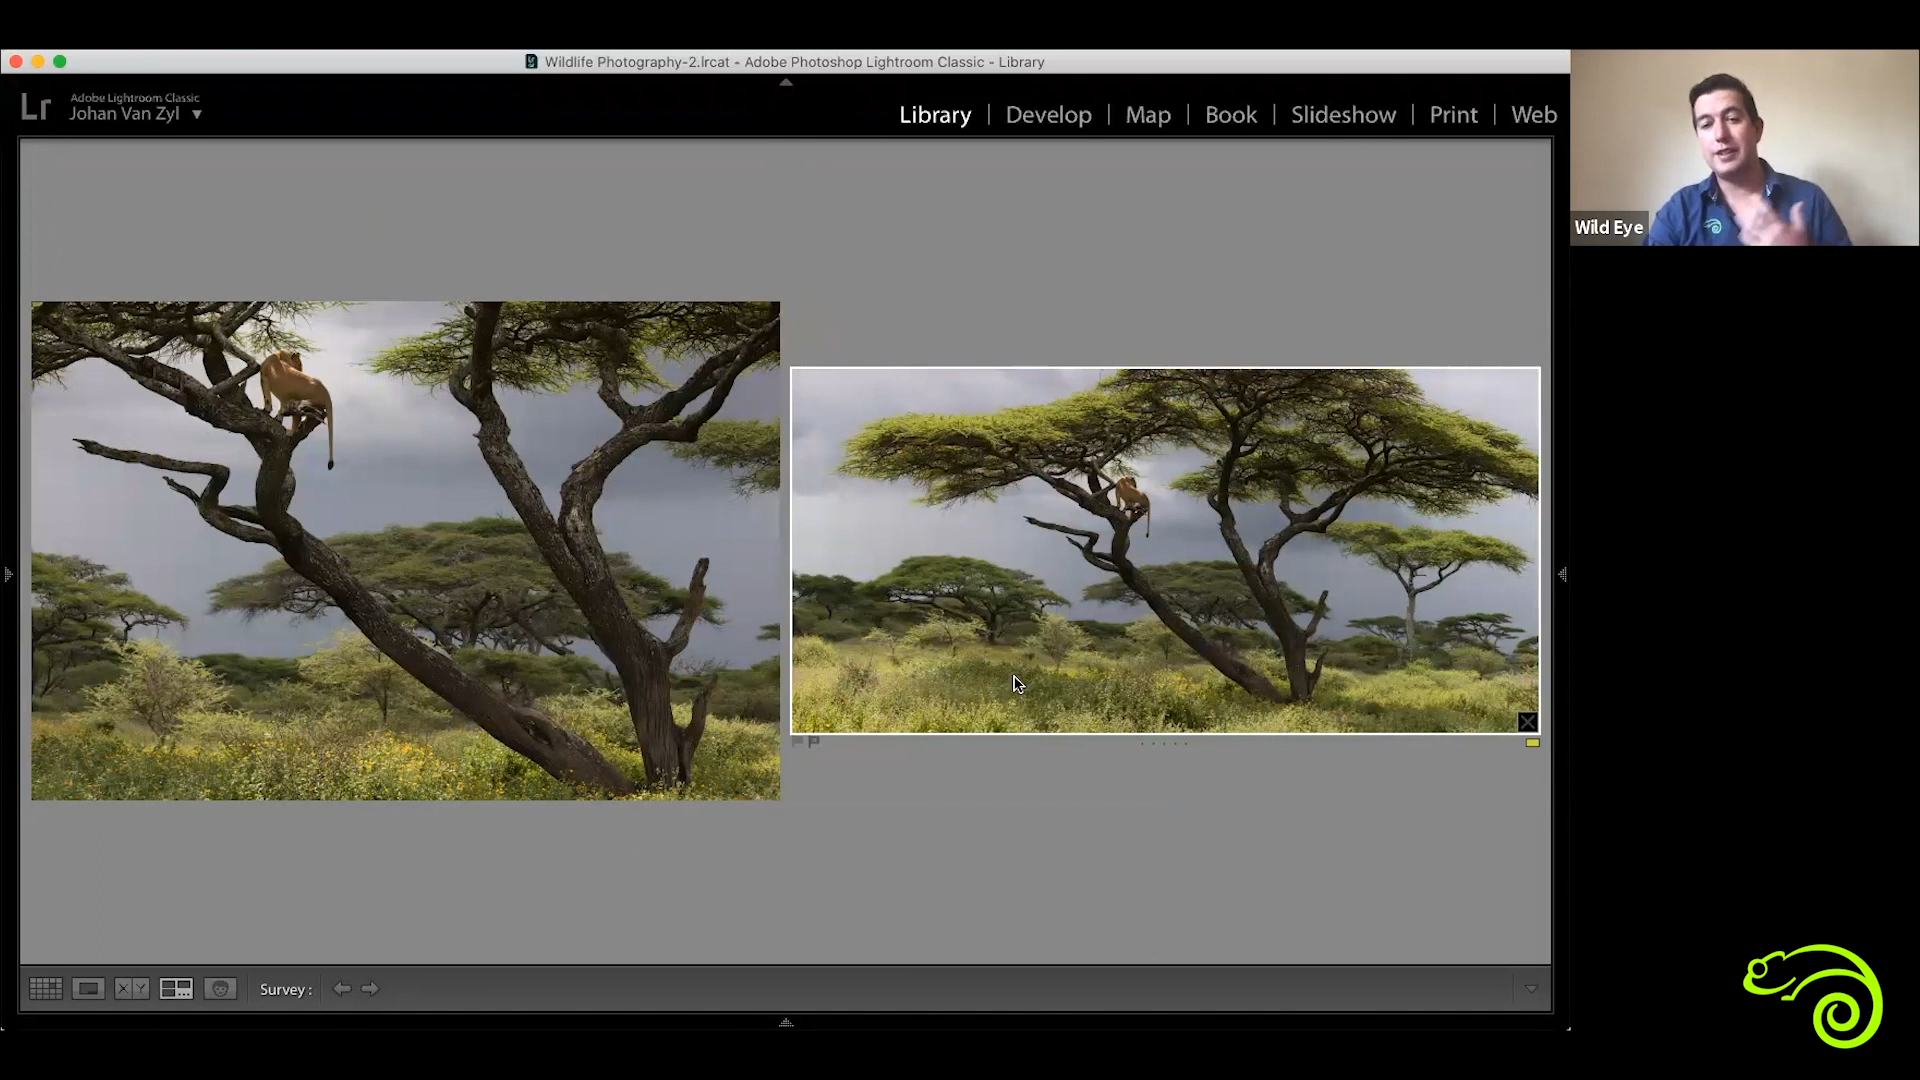 Wildlife Photography-2.lrcat - Adobe Photoshop Lightroom Classic - Library
Lr
Adobe Lightroom Classic
Johan Van Zyl
Library | Develop | Map | Book | Slideshow | Print | Web
Wild Eye
X Y
Survey :